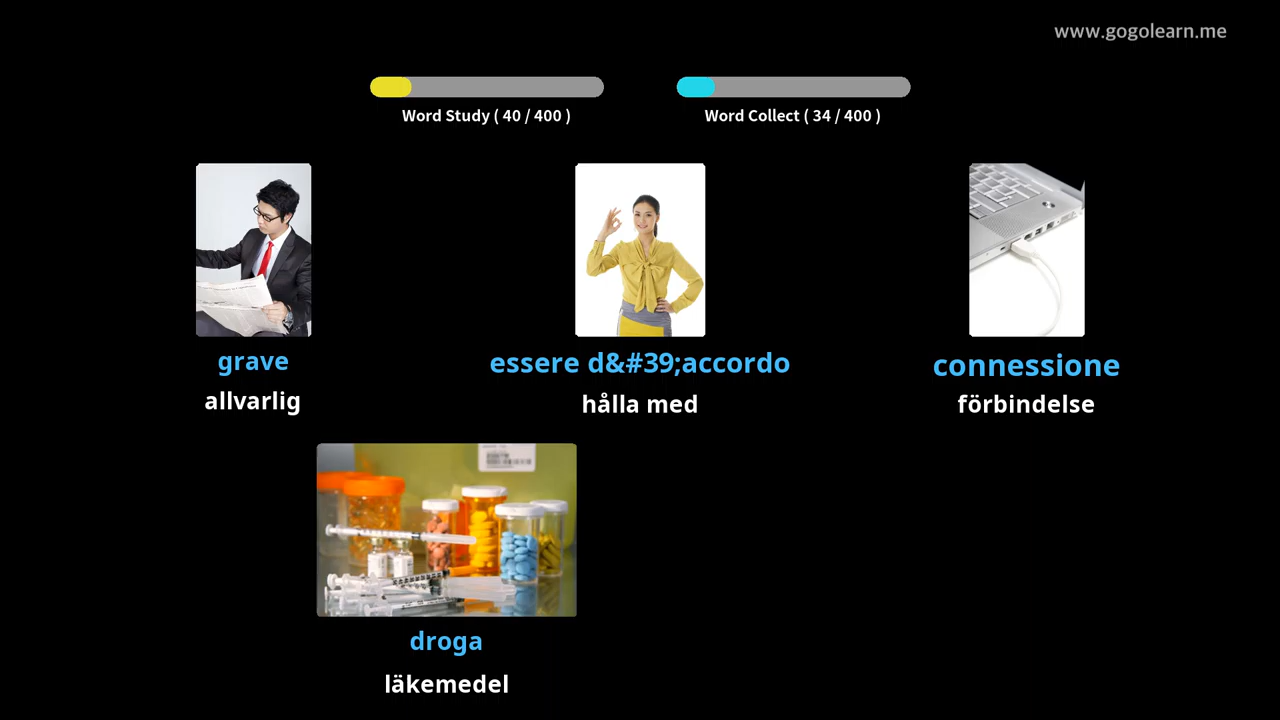 www.gogolearn.me
Word Study ( 40 / 400 )
Word Collect ( 34 / 400 )
grave
essere d&#39;accordo
connessione
allvarlig
hålla med
förbindelse
droga
läkemedel